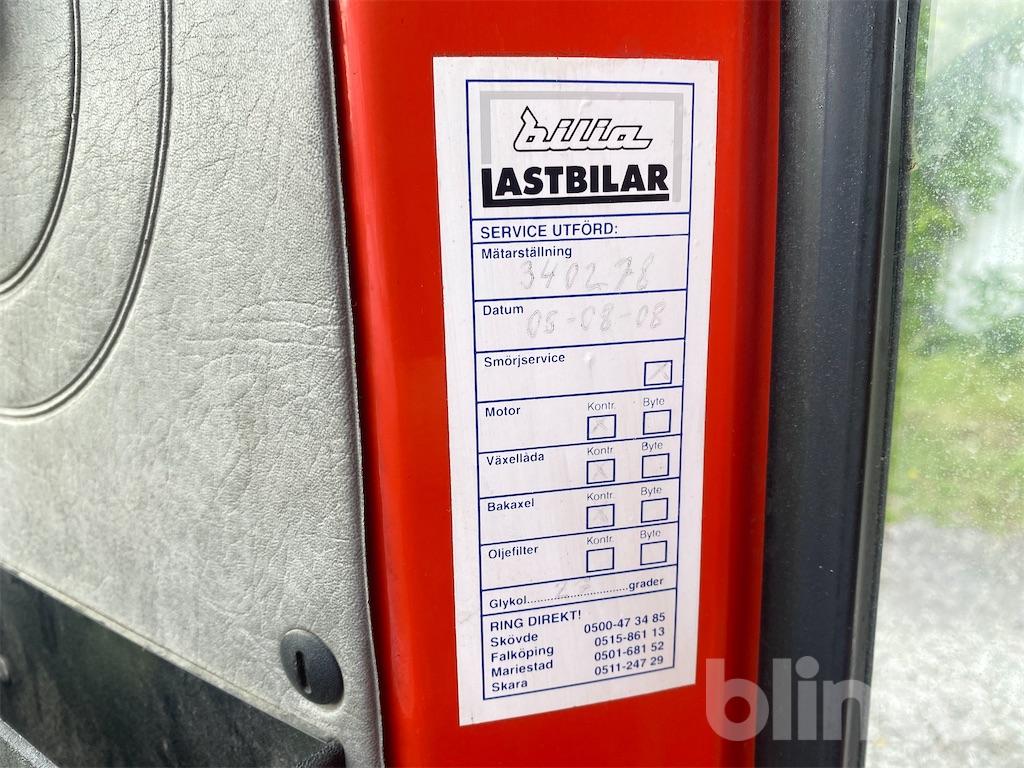 billia
LASTBILAR
SERVICE UTFÖRD:
Mätarställning
340278
Datum 05-08-08
Smörjservice X
Motor Kontr. X Byte
Växellåda Kontr. X Byte
Bakaxel Kontr. X Byte
Oljefilter Kontr. Byte
Glykol..............................grader
RING DIREKT!
Skövde 0500-47 34 85
Falköping 0515-861 13
Mariestad 0501-681 52
Skara 0511-247 29
blinto